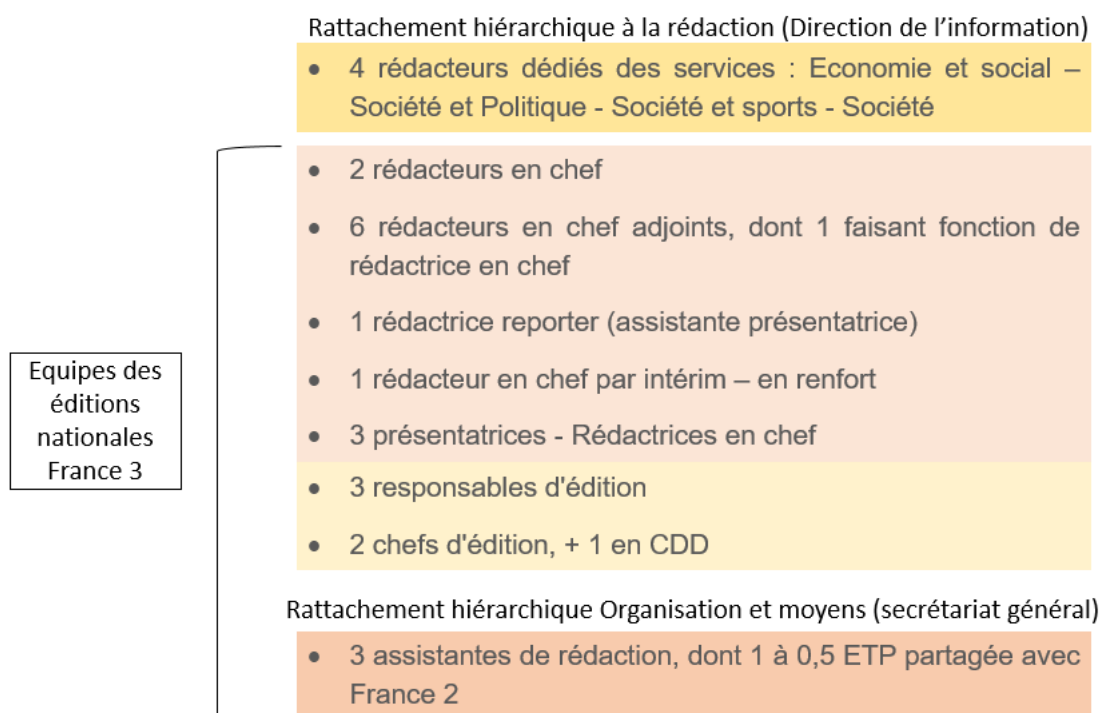 Rattachement hiérarchique à la rédaction (Direction de l'information)
• 4 rédacteurs dédiés des services : Economie et social –
Société et Politique - Société et sports - Société
• 2 rédacteurs en chef
• 6 rédacteurs en chef adjoints, dont 1 faisant fonction de
rédactrice en chef
• 1 rédactrice reporter (assistante présentatrice)
• 1 rédacteur en chef par intérim – en renfort
• 3 présentatrices - Rédactrices en chef
• 3 responsables d'édition
• 2 chefs d'édition, + 1 en CDD
Equipes des
éditions
nationales
France 3
Rattachement hiérarchique Organisation et moyens (secrétariat général)
• 3 assistantes de rédaction, dont 1 à 0,5 ETP partagée avec
France 2